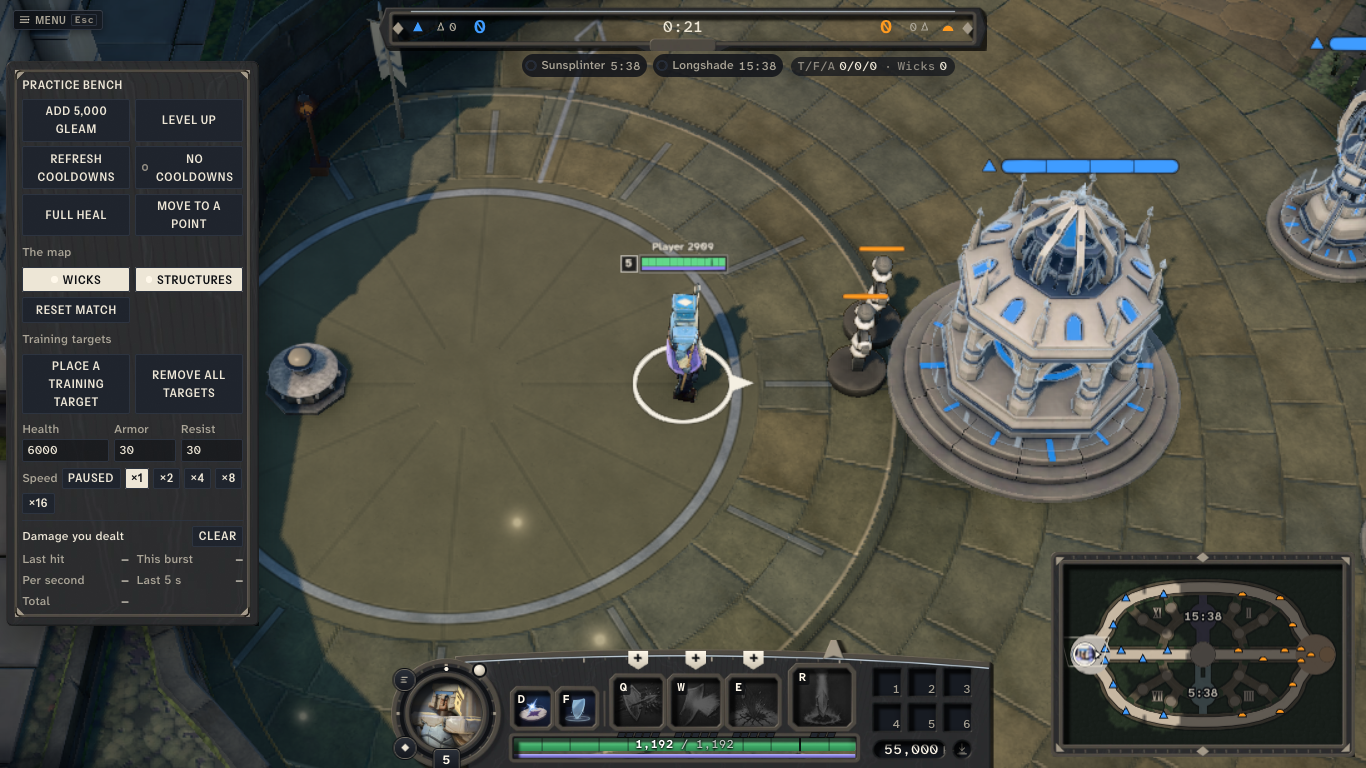 MENU Esc
Δ 0 0 0:21 0 0 Δ
Sunsplinter 5:38 Longshade 15:38 T/F/A 0/0/0 · Wicks 0
PRACTICE BENCH
ADD 5,000 GLEAM
LEVEL UP
REFRESH COOLDOWNS
NO COOLDOWNS
FULL HEAL
MOVE TO A POINT
The map
WICKS STRUCTURES
RESET MATCH
Training targets
PLACE A TRAINING TARGET
REMOVE ALL TARGETS
Health Armor Resist
6000 30 30
Speed PAUSED ×1 ×2 ×4 ×8
×16
Damage you dealt CLEAR
Last hit – This burst –
Per second – Last 5 s –
Total –
Player 2909
5
15:38
5:38
XI II
VII III
D F Q W E R
1 2 3
4 5 6
1,192 / 1,192
55,000
5